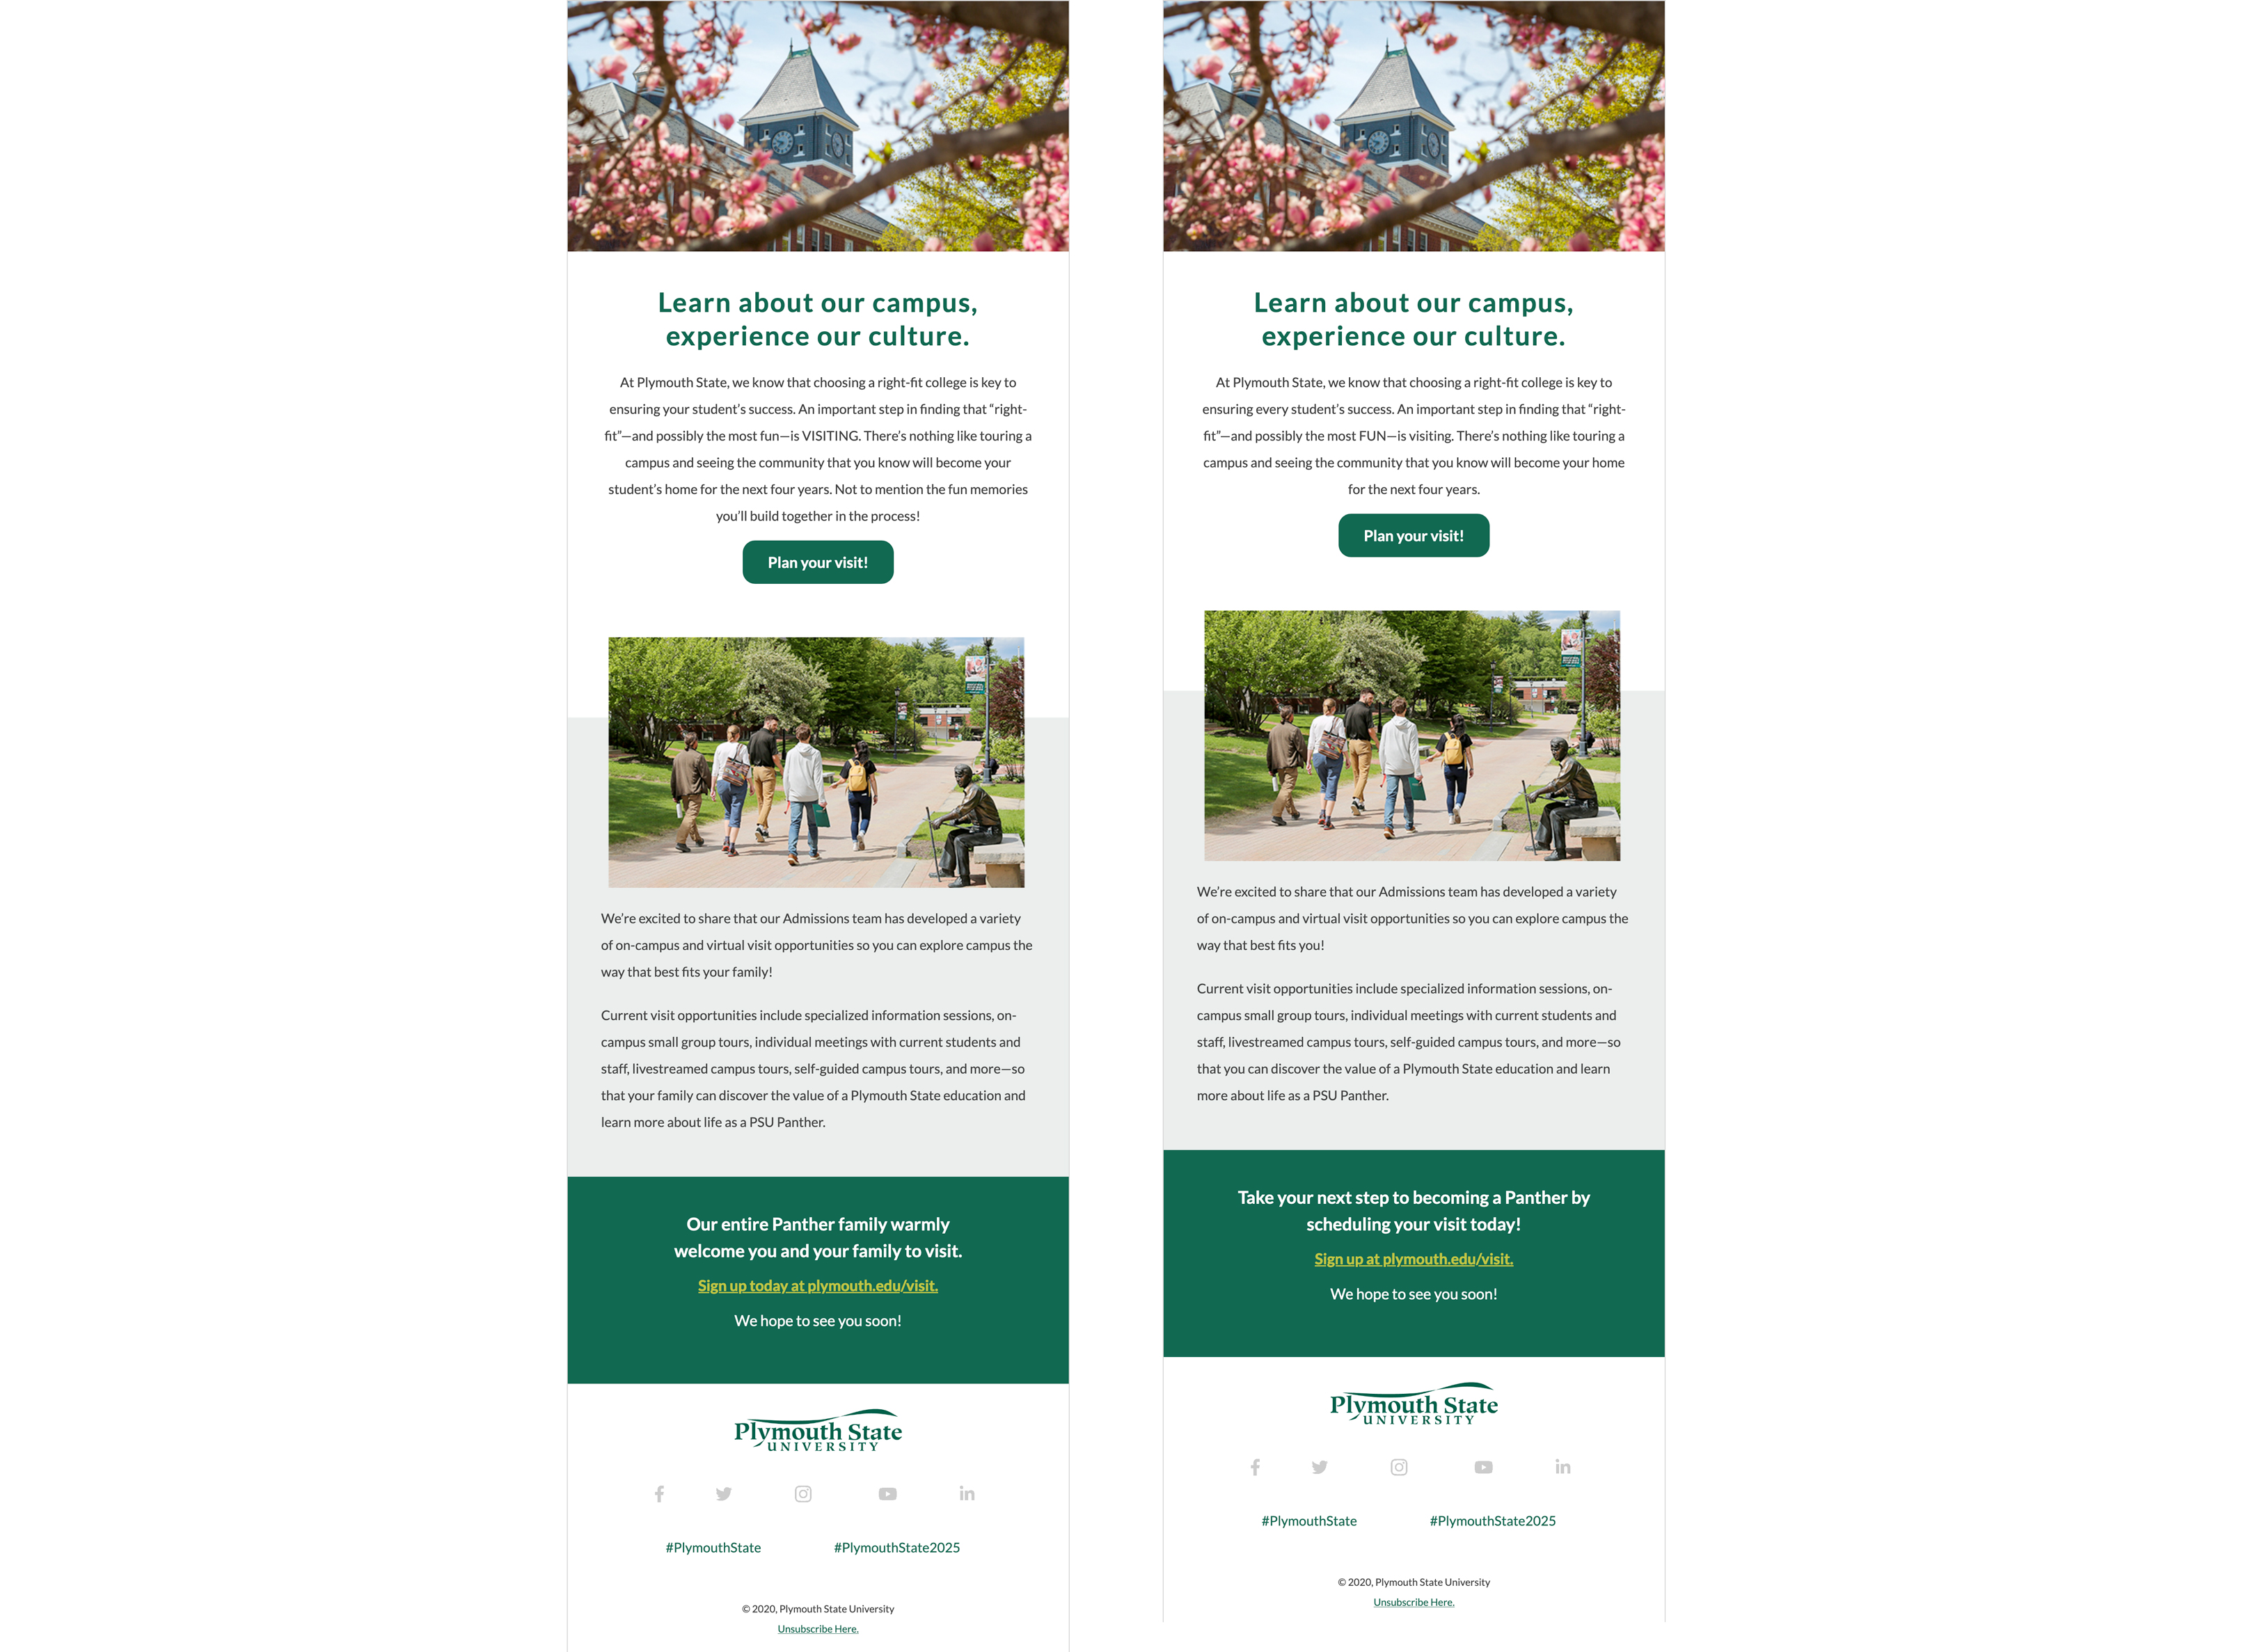 Learn about our campus,
experience our culture.
At Plymouth State, we know that choosing a right-fit college is key to
ensuring your student’s success. An important step in finding that “right-
fit”—and possibly the most fun—is VISITING. There’s nothing like touring a
campus and seeing the community that you know will become your
student’s home for the next four years. Not to mention the fun memories
you’ll build together in the process!
Plan your visit!
We’re excited to share that our Admissions team has developed a variety
of on-campus and virtual visit opportunities so you can explore campus the
way that best fits your family!
Current visit opportunities include specialized information sessions, on-
campus small group tours, individual meetings with current students and
staff, livestreamed campus tours, self-guided campus tours, and more—so
that your family can discover the value of a Plymouth State education and
learn more about life as a PSU Panther.
Our entire Panther family warmly
welcome you and your family to visit.
Sign up today at plymouth.edu/visit.
We hope to see you soon!
Plymouth State
UNIVERSITY
#PlymouthState #PlymouthState2025
© 2020, Plymouth State University
Unsubscribe Here.
Learn about our campus,
experience our culture.
At Plymouth State, we know that choosing a right-fit college is key to
ensuring every student’s success. An important step in finding that “right-
fit”—and possibly the most FUN—is visiting. There’s nothing like touring a
campus and seeing the community that you know will become your home
for the next four years.
Plan your visit!
We’re excited to share that our Admissions team has developed a variety
of on-campus and virtual visit opportunities so you can explore campus the
way that best fits you!
Current visit opportunities include specialized information sessions, on-
campus small group tours, individual meetings with current students and
staff, livestreamed campus tours, self-guided campus tours, and more—so
that you can discover the value of a Plymouth State education and learn
more about life as a PSU Panther.
Take your next step to becoming a Panther by
scheduling your visit today!
Sign up at plymouth.edu/visit.
We hope to see you soon!
Plymouth State
UNIVERSITY
#PlymouthState #PlymouthState2025
© 2020, Plymouth State University
Unsubscribe Here.